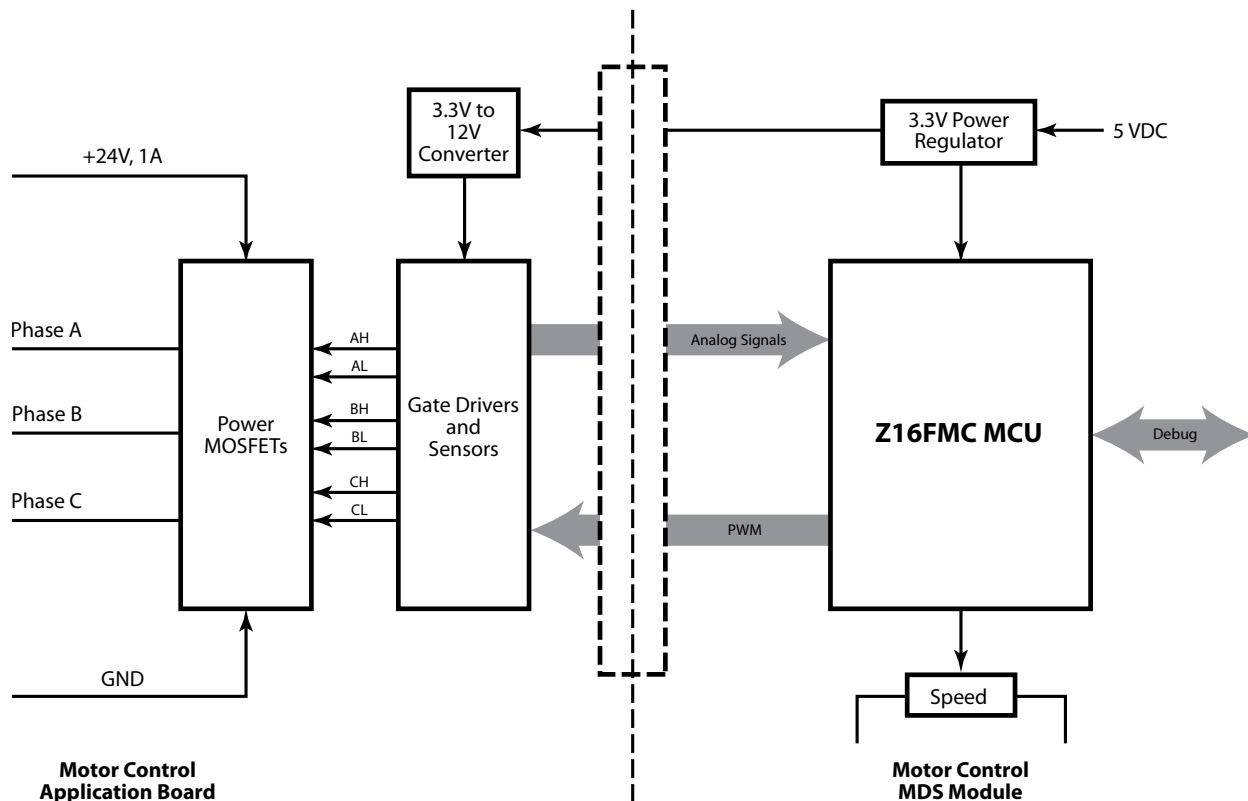 3.3V to
12V
Converter
3.3V Power
Regulator
5 VDC
+24V, 1A
Phase A
Phase B
Phase C
GND
Power
MOSFETs
AH
AL
BH
BL
CH
CL
Gate Drivers
and
Sensors
Analog Signals
PWM
Z16FMC MCU
Debug
Speed
Motor Control
Application Board
Motor Control
MDS Module